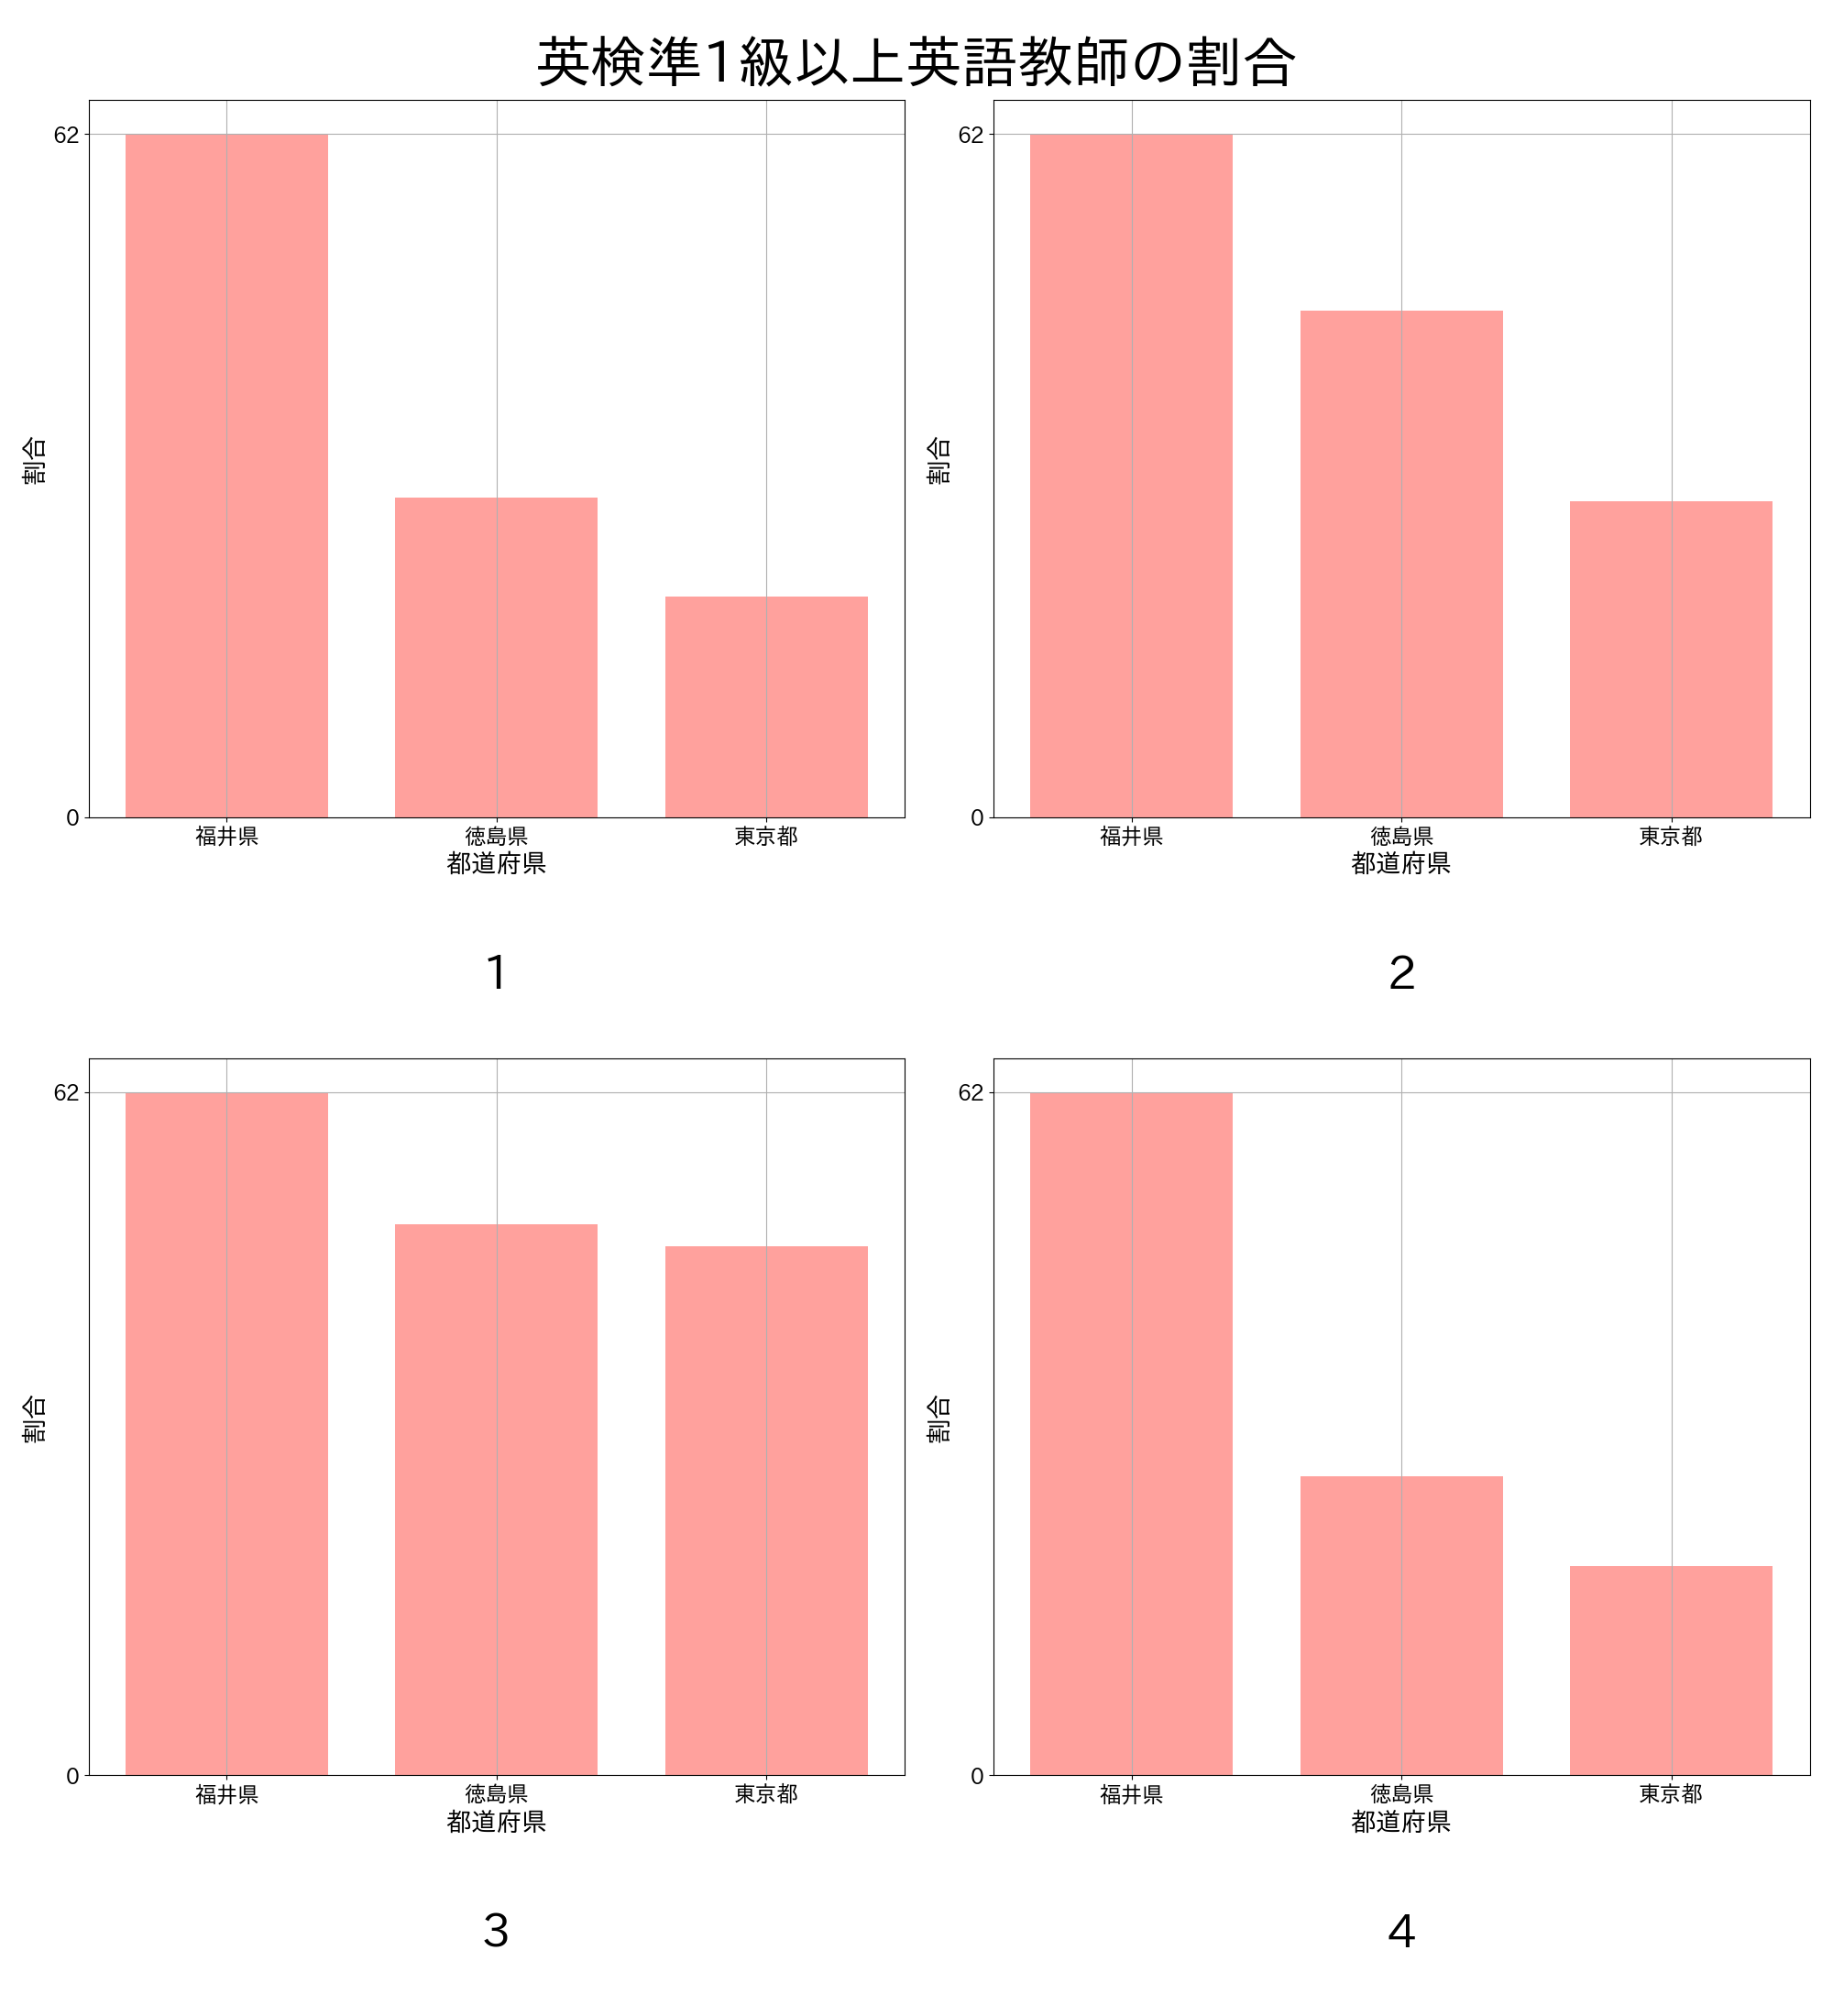 英検準1級以上英語教師の割合
62
割合
0
福井県 徳島県 東京都
都道府県
1
62
割合
0
福井県 徳島県 東京都
都道府県
2
62
割合
0
福井県 徳島県 東京都
都道府県
3
62
割合
0
福井県 徳島県 東京都
都道府県
4